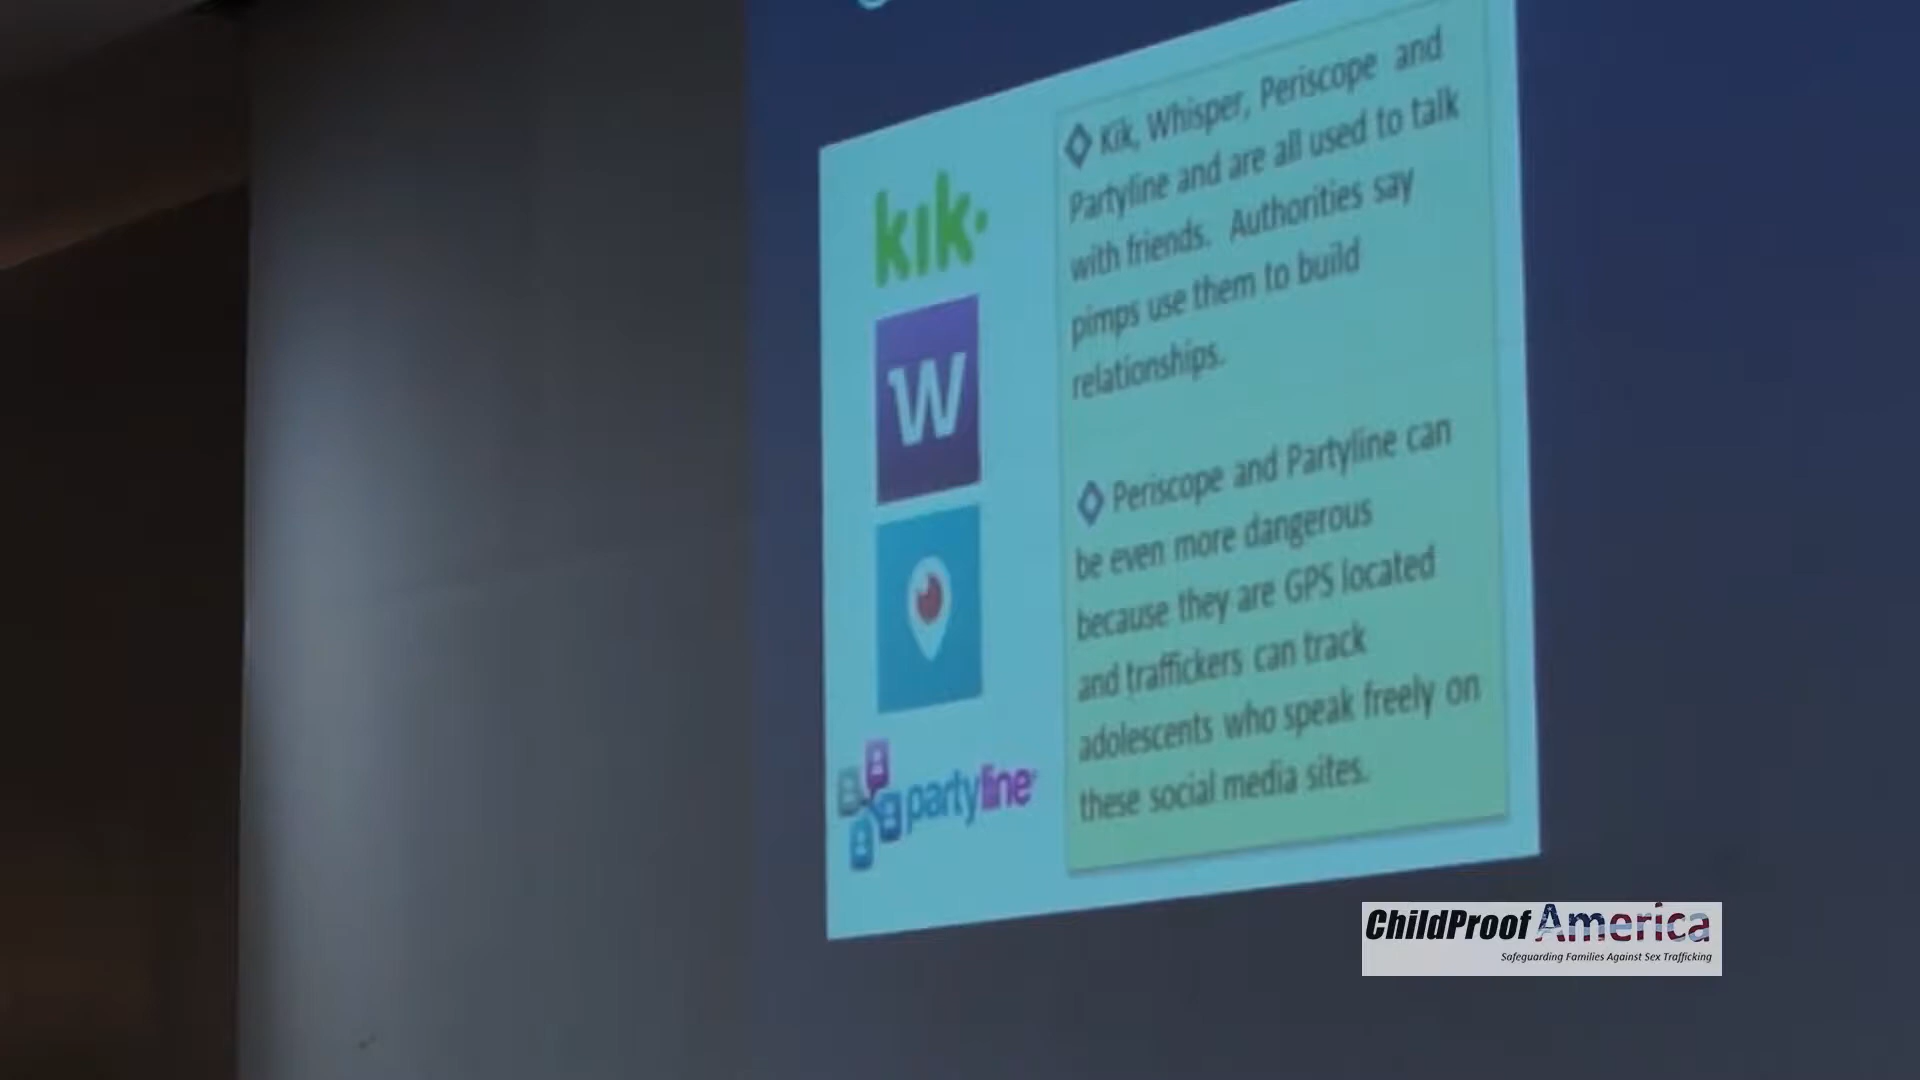 kik.
W
partyline
Kik, Whisper, Periscope and
Partyline and are all used to talk
with friends. Authorities say
pimps use them to build
relationships.
Periscope and Partyline can
be even more dangerous
because they are GPS located
and traffickers can track
adolescents who speak freely on
these social media sites.
ChildProof America
Safeguarding Families Against Sex Trafficking